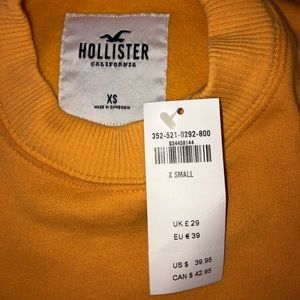 HOLLISTER
CALIFORNIA
XS
MADE IN CAMBODIA
352-521-0292-800
834458144
X SMALL
UK £ 29
EU € 39
US $ 39.95
CAN $ 42.95